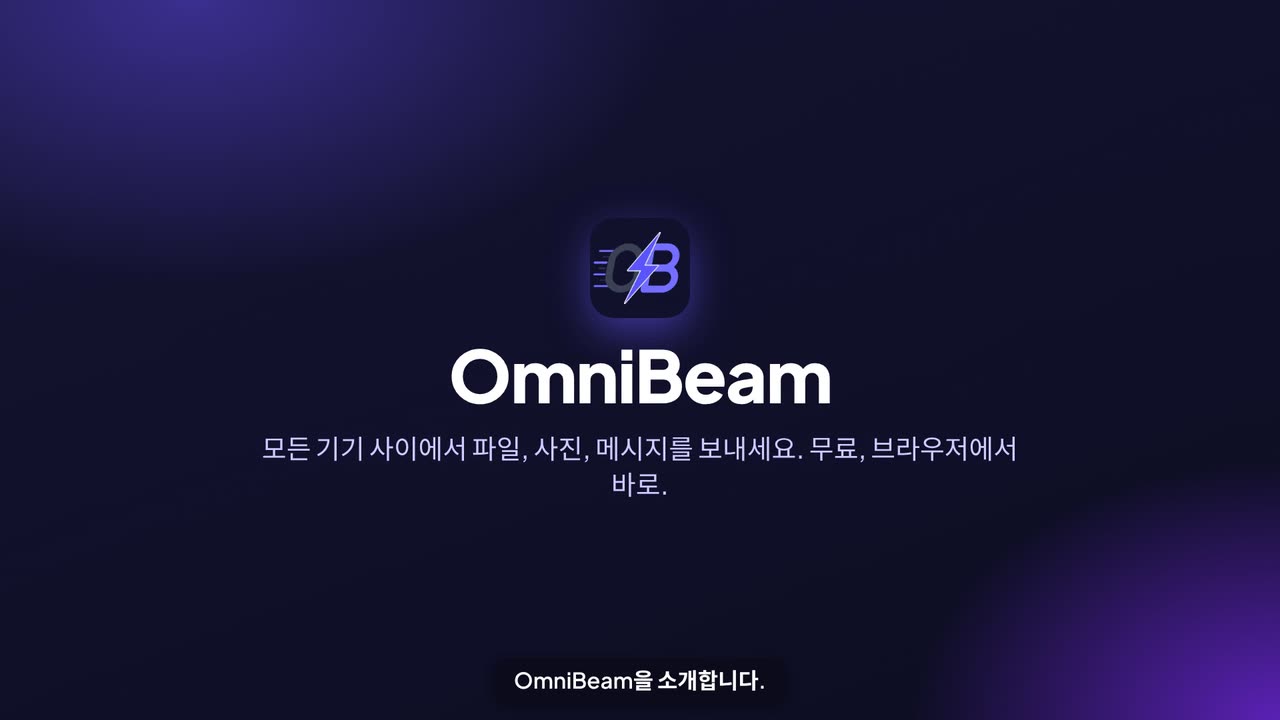 OB
OmniBeam
모든 기기 사이에서 파일, 사진, 메시지를 보내세요. 무료, 브라우저에서
바로.
OmniBeam을 소개합니다.